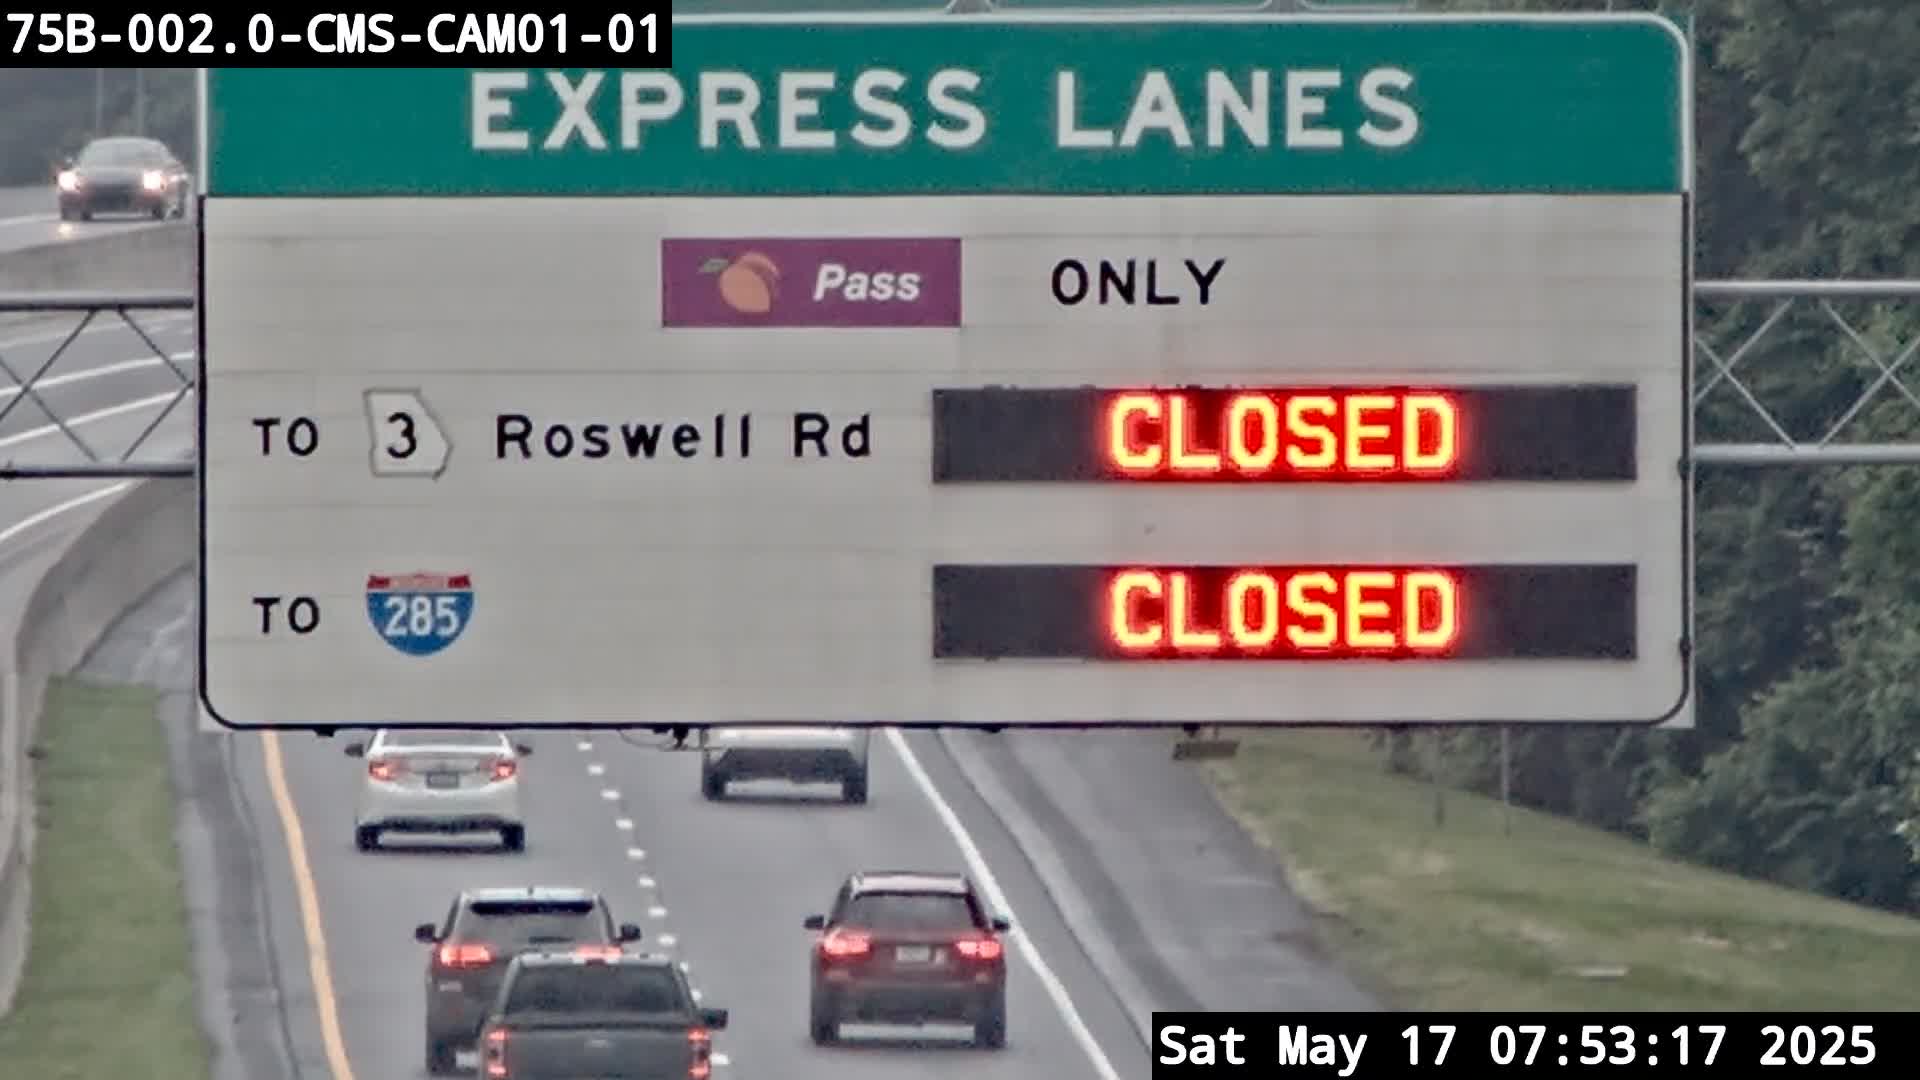 75B-002.0-CMS-CAM01-01
EXPRESS LANES
Pass ONLY
TO 3 Roswell Rd CLOSED
TO 285 CLOSED
Sat May 17 07:53:17 2025